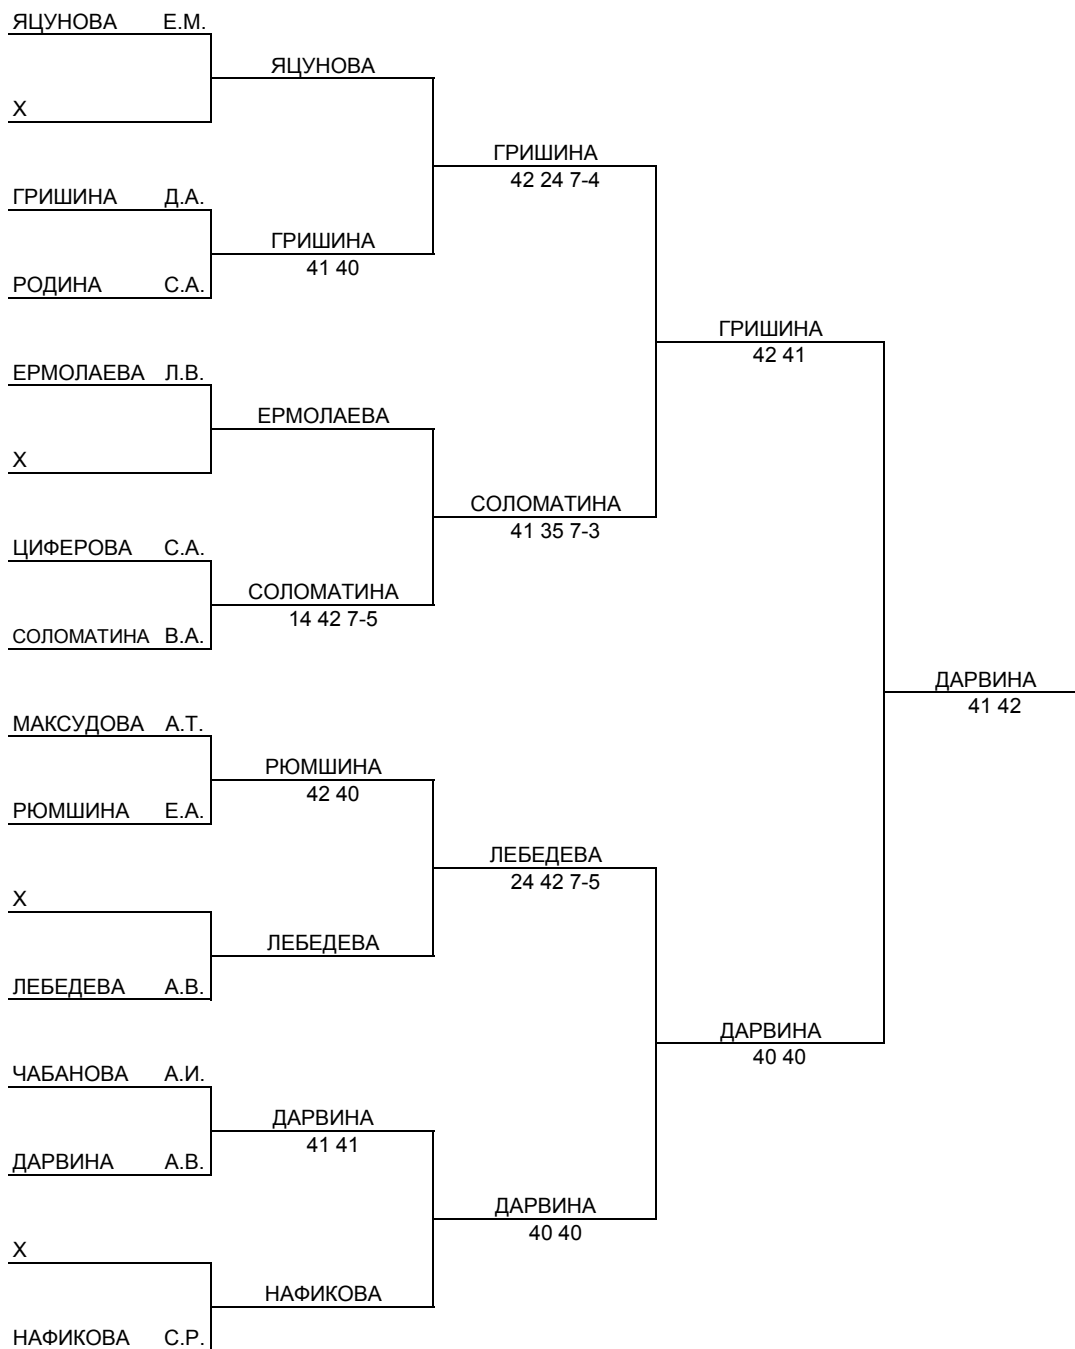 ЯЦУНОВА Е.М.
ЯЦУНОВА
X
ГРИШИНА
42 24 7-4
ГРИШИНА Д.А.
ГРИШИНА
41 40
РОДИНА С.А.
ГРИШИНА
42 41
ЕРМОЛАЕВА Л.В.
ЕРМОЛАЕВА
X
СОЛОМАТИНА
41 35 7-3
ЦИФЕРОВА С.А.
СОЛОМАТИНА
14 42 7-5
СОЛОМАТИНА В.А.
ДАРВИНА
41 42
МАКСУДОВА А.Т.
РЮМШИНА
42 40
РЮМШИНА Е.А.
ЛЕБЕДЕВА
24 42 7-5
X
ЛЕБЕДЕВА
ЛЕБЕДЕВА А.В.
ДАРВИНА
40 40
ЧАБАНОВА А.И.
ДАРВИНА
41 41
ДАРВИНА А.В.
ДАРВИНА
40 40
X
НАФИКОВА
НАФИКОВА С.Р.